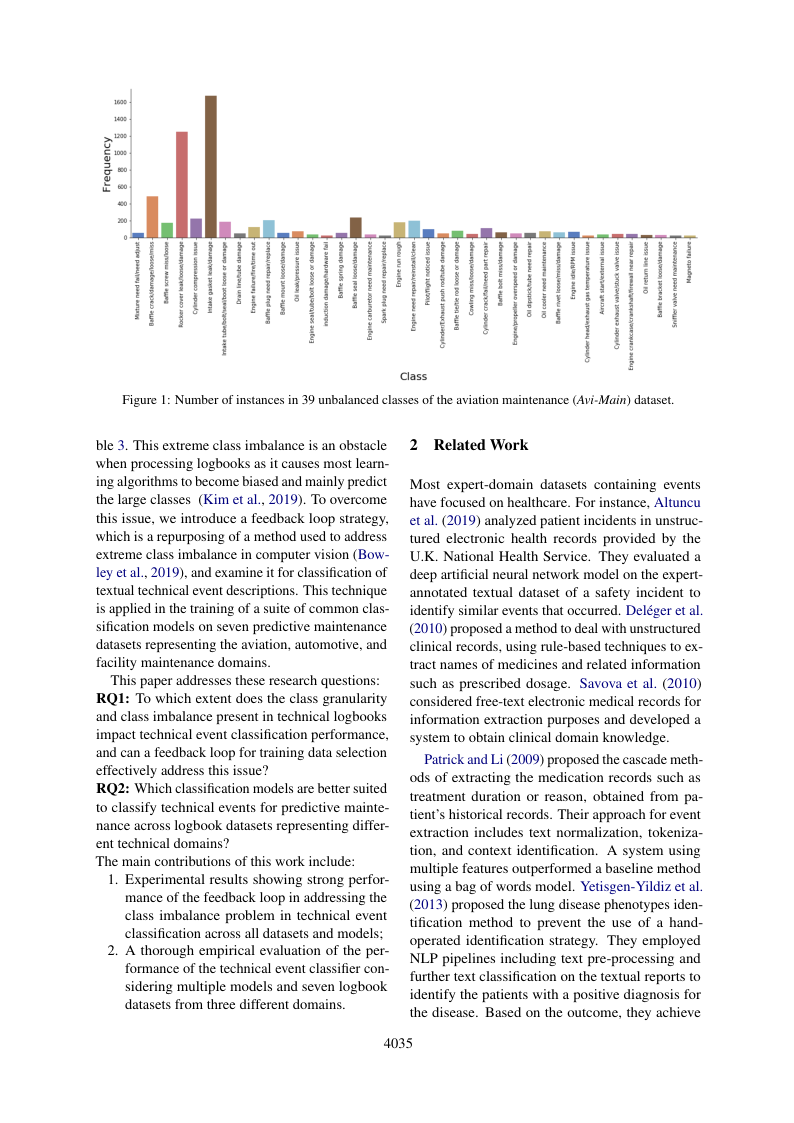 1600
1400
1200
1000
800
600
400
200
0
Frequency
Mixture need fao/need adjust
Baffle crack/damage/loose/miss
Baffle screw miss/loose
Rocker cover leak/loose/damage
Cylinder compression issue
Intake gasket leak/damage
Intake tube/bolt/seal/boot loose or damage
Drain line/tube damage
Engine failure/fire/time out
Baffle plug need repair/replace
Baffle mount loose/damage
Oil leak/pressure issue
Engine seal/tube/bolt loose or damage
Induction damage/hardware fail
Baffle spring damage
Baffle seal loose/damage
Engine carburetor need maintenance
Spark plug need repair/replace
Engine run rough
Engine need repair/reinstall/clean
Pilot/flight noticed issue
Cylinder/Exhaust push rod/tube damage
Baffle tie/tie rod loose or damage
Cowling miss/loose/damage
Cylinder crack/fail/need part repair
Baffle bolt miss/damage
Engine/propeller overspeed or damage
Oil dipstick/tube need repair
Oil cooler need maintenance
Baffle rivet loose/miss/damage
Engine idle/RPM issue
Cylinder head/exhaust gas temperature issue
Aircraft start/external issue
Cylinder exhaust valve/stuck valve issue
Engine crankcase/crankshaft/firewall near repair
Oil return line issue
Baffle bracket loose/damage
Sniffter valve need maintenance
Magneto failure
Class
Figure 1: Number of instances in 39 unbalanced classes of the aviation maintenance (Avi-Main) dataset.
ble 3. This extreme class imbalance is an obstacle
when processing logbooks as it causes most learn-
ing algorithms to become biased and mainly predict
the large classes (Kim et al., 2019). To overcome
this issue, we introduce a feedback loop strategy,
which is a repurposing of a method used to address
extreme class imbalance in computer vision (Bow-
ley et al., 2019), and examine it for classification of
textual technical event descriptions. This technique
is applied in the training of a suite of common clas-
sification models on seven predictive maintenance
datasets representing the aviation, automotive, and
facility maintenance domains.
This paper addresses these research questions:
RQ1: To which extent does the class granularity
and class imbalance present in technical logbooks
impact technical event classification performance,
and can a feedback loop for training data selection
effectively address this issue?
RQ2: Which classification models are better suited
to classify technical events for predictive mainte-
nance across logbook datasets representing differ-
ent technical domains?
The main contributions of this work include:
1. Experimental results showing strong perfor-
mance of the feedback loop in addressing the
class imbalance problem in technical event
classification across all datasets and models;
2. A thorough empirical evaluation of the per-
formance of the technical event classifier con-
sidering multiple models and seven logbook
datasets from three different domains.
2 Related Work
Most expert-domain datasets containing events
have focused on healthcare. For instance, Altuncu
et al. (2019) analyzed patient incidents in unstruc-
tured electronic health records provided by the
U.K. National Health Service. They evaluated a
deep artificial neural network model on the expert-
annotated textual dataset of a safety incident to
identify similar events that occurred. Deléger et al.
(2010) proposed a method to deal with unstructured
clinical records, using rule-based techniques to ex-
tract names of medicines and related information
such as prescribed dosage. Savova et al. (2010)
considered free-text electronic medical records for
information extraction purposes and developed a
system to obtain clinical domain knowledge.
Patrick and Li (2009) proposed the cascade meth-
ods of extracting the medication records such as
treatment duration or reason, obtained from pa-
tient's historical records. Their approach for event
extraction includes text normalization, tokeniza-
tion, and context identification. A system using
multiple features outperformed a baseline method
using a bag of words model. Yetisgen-Yildiz et al.
(2013) proposed the lung disease phenotypes iden-
tification method to prevent the use of a hand-
operated identification strategy. They employed
NLP pipelines including text pre-processing and
further text classification on the textual reports to
identify the patients with a positive diagnosis for
the disease. Based on the outcome, they achieve
4035